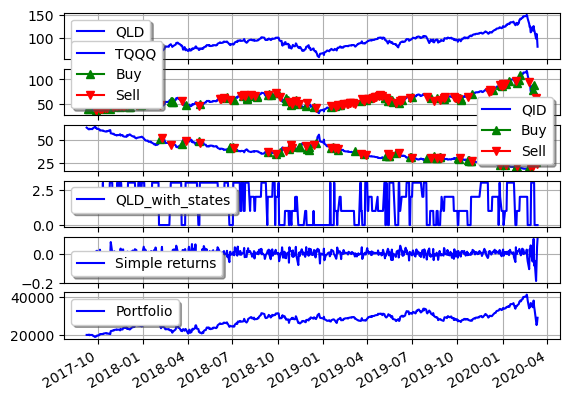 150
100
QLD
TQQQ
Buy
Sell
100
50
QID
Buy
Sell
50
25
2.5
0.0
QLD_with_states
0.0
−0.2
Simple returns
40000
20000
Portfolio
2017-10
2018-01
2018-04
2018-07
2018-10
2019-01
2019-04
2019-07
2019-10
2020-01
2020-04